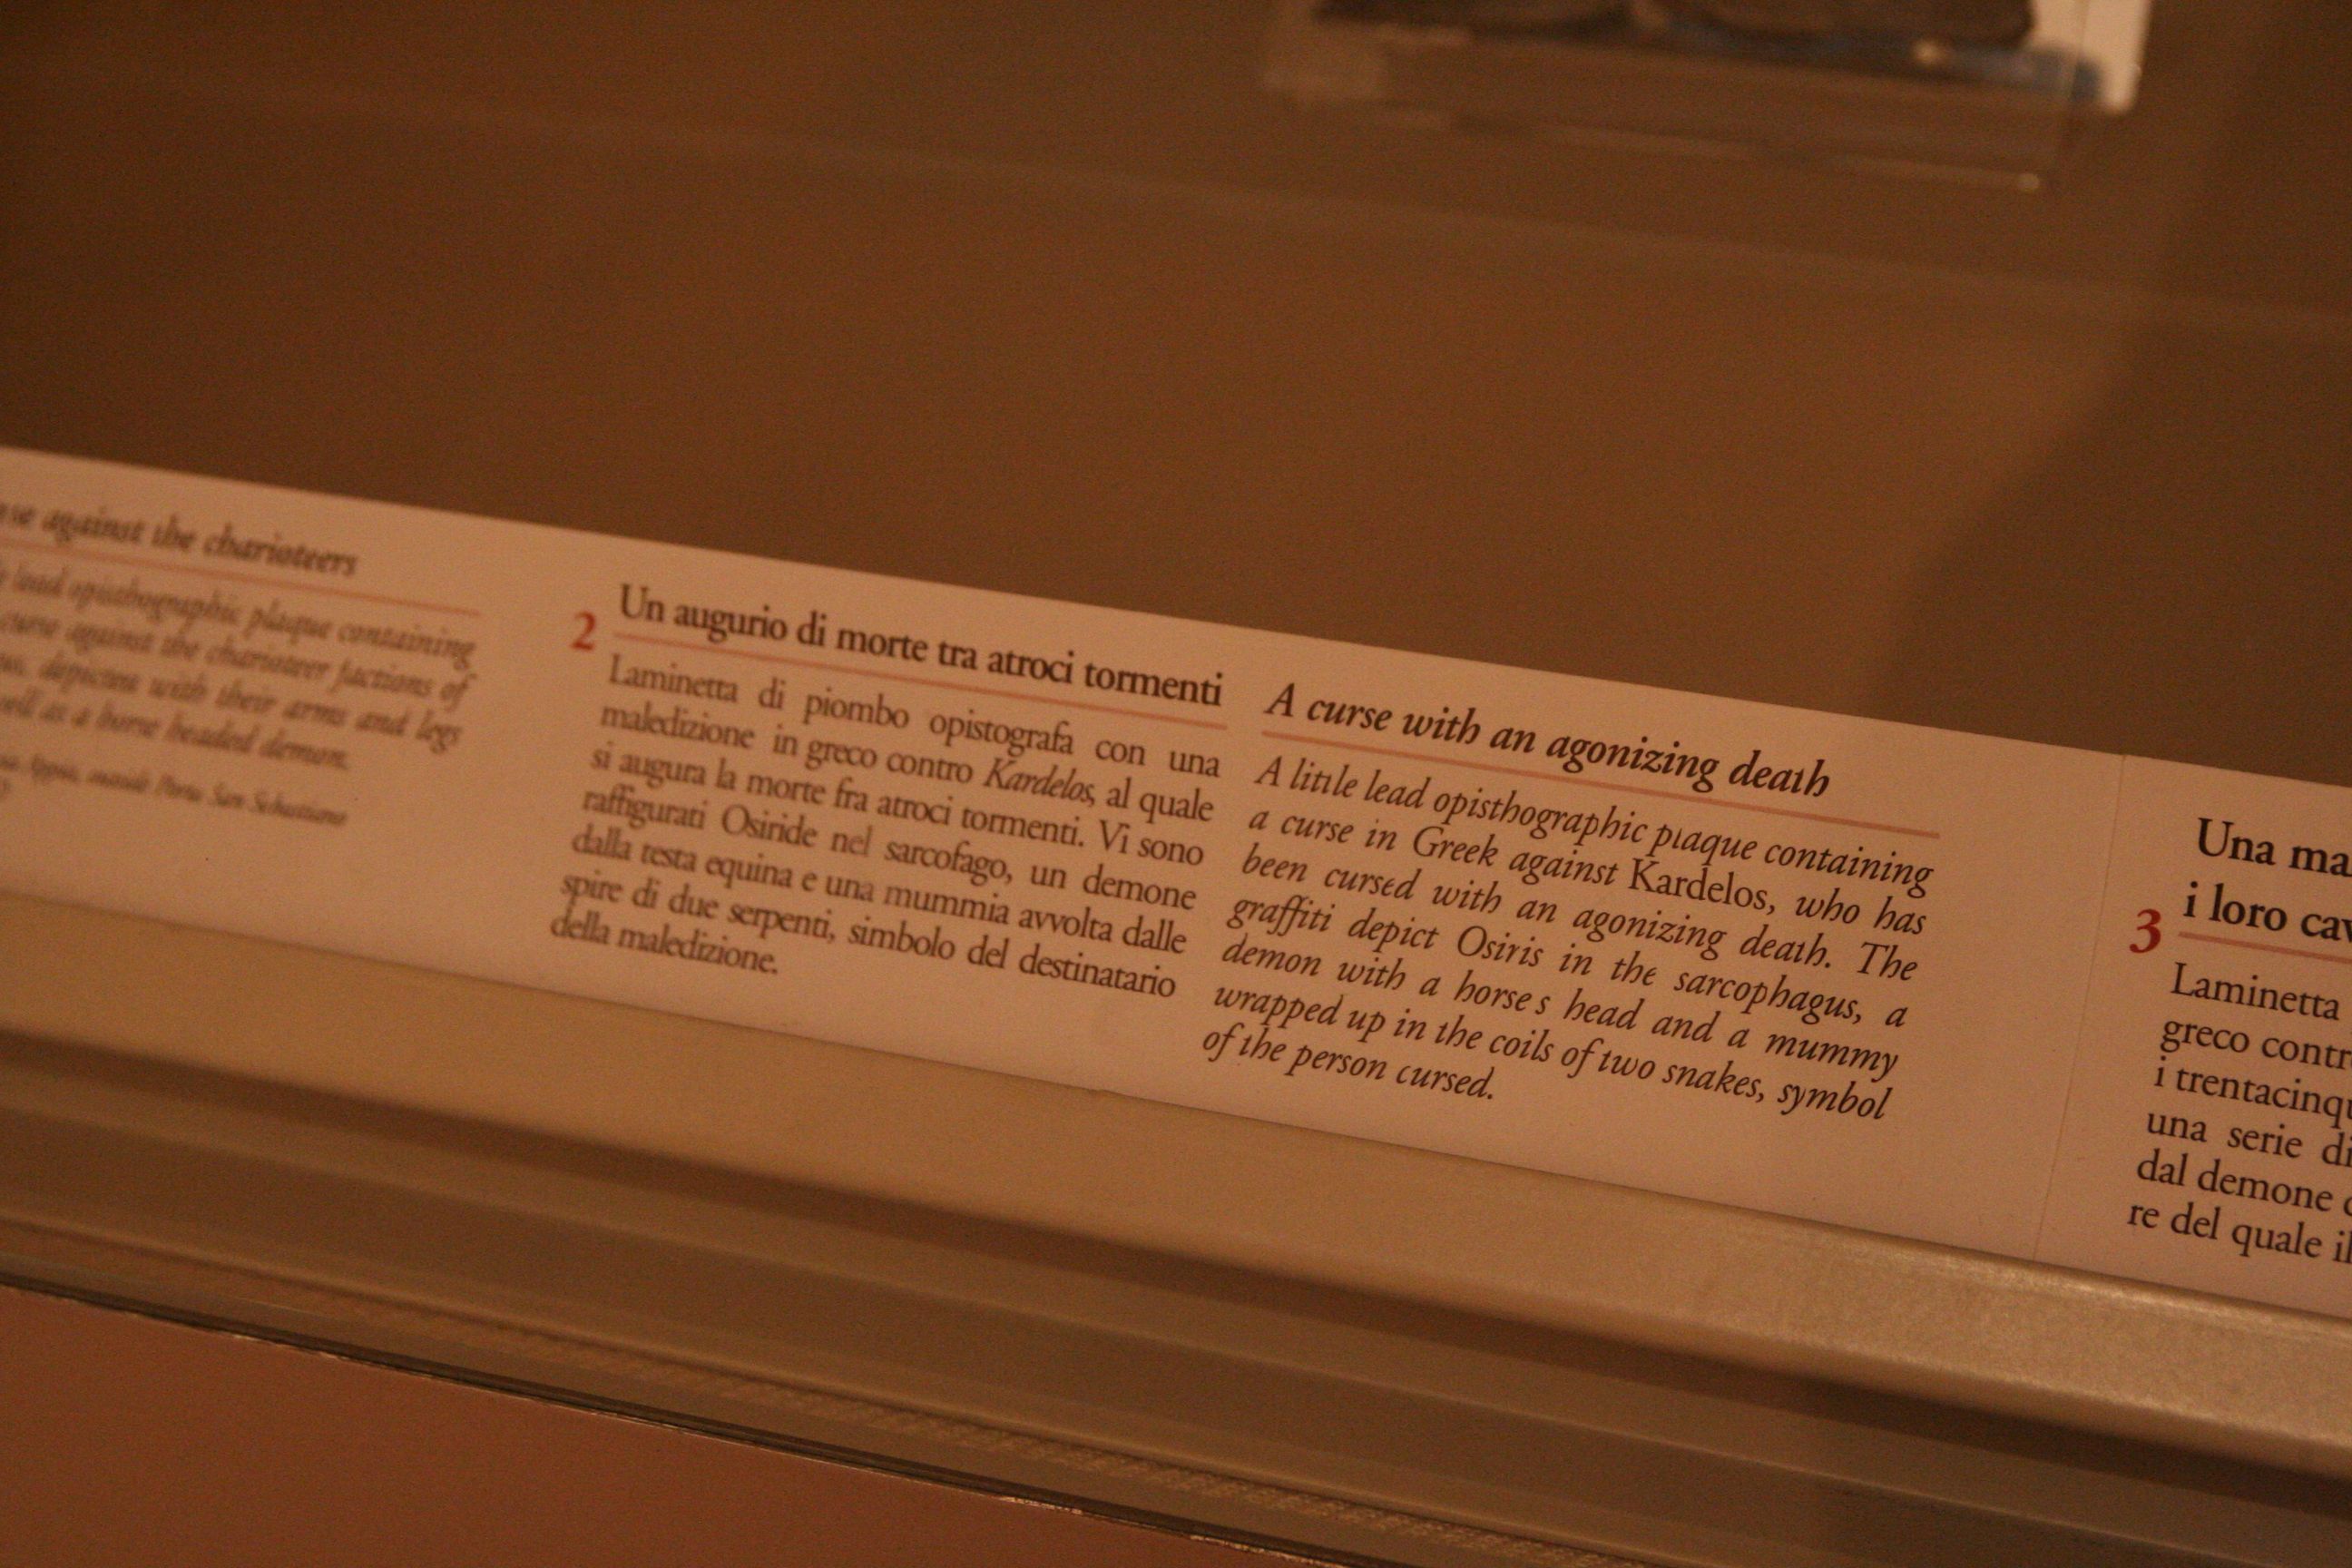 against the charioteers
lead opisthographic plaque containing
curse against the charioteer factions of
depicted with their arms and legs
well as a horse headed demon.
Appia, Porta San Sebastiano
2
Un augurio di morte tra atroci tormenti
Laminetta di piombo opistografa con una
maledizione in greco contro Kardelos, al quale
si augura la morte fra atroci tormenti. Vi sono
raffigurati Osiride nel sarcofago, un demone
dalla testa equina e una mummia avvolta dalle
spire di due serpenti, simbolo del destinatario
della maledizione.
A curse with an agonizing death
A little lead opisthographic plaque containing
a curse in Greek against Kardelos, who has
been cursed with an agonizing death. The
graffiti depict Osiris in the sarcophagus, a
demon with a horse's head and a mummy
wrapped up in the coils of two snakes, symbol
of the person cursed.
3
Una ma
i loro cav
Laminetta
greco contr
i trentacinqu
una serie di
dal demone
re del quale il